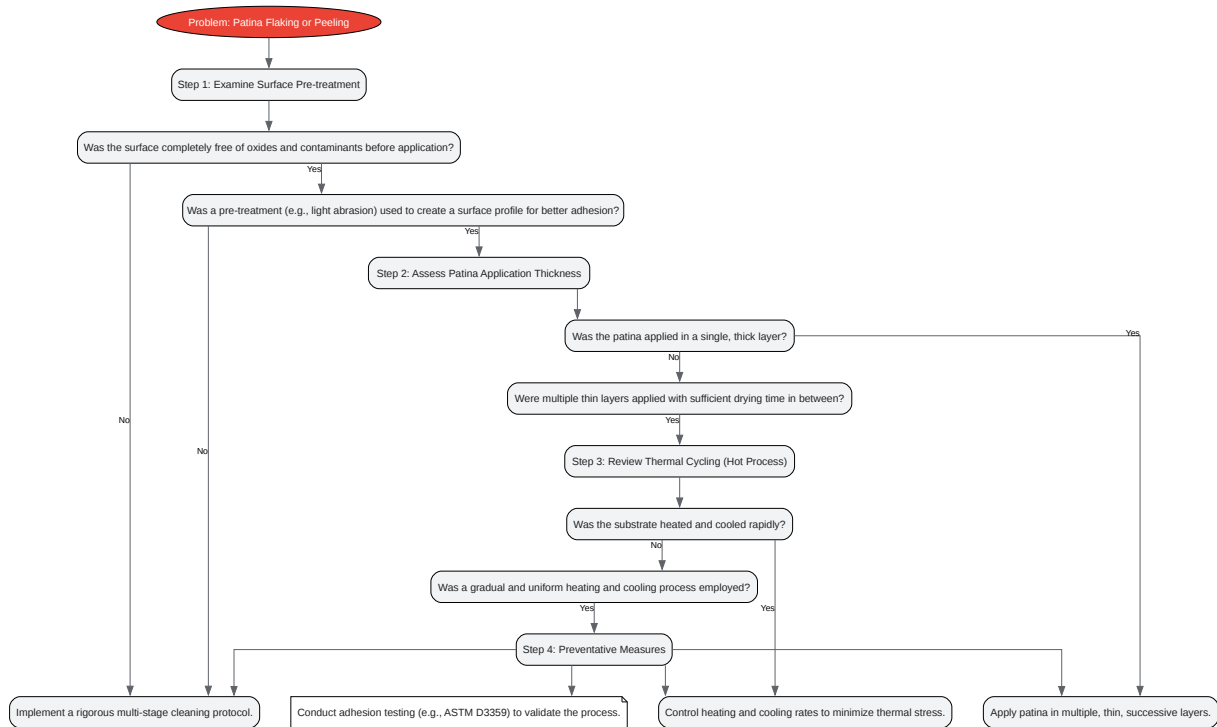 Problem: Patina Flaking or Peeling
Step 1: Examine Surface Pre-treatment
Was the surface completely free of oxides and contaminants before application?
Yes
Was a pre-treatment (e.g., light abrasion) used to create a surface profile for better adhesion?
Yes
Step 2: Assess Patina Application Thickness
Was the patina applied in a single, thick layer?
Yes
No
Were multiple thin layers applied with sufficient drying time in between?
No
Yes
No
Step 3: Review Thermal Cycling (Hot Process)
Was the substrate heated and cooled rapidly?
No
Was a gradual and uniform heating and cooling process employed?
Yes
Yes
Step 4: Preventative Measures
Implement a rigorous multi-stage cleaning protocol.
Conduct adhesion testing (e.g., ASTM D3359) to validate the process.
Control heating and cooling rates to minimize thermal stress.
Apply patina in multiple, thin, successive layers.